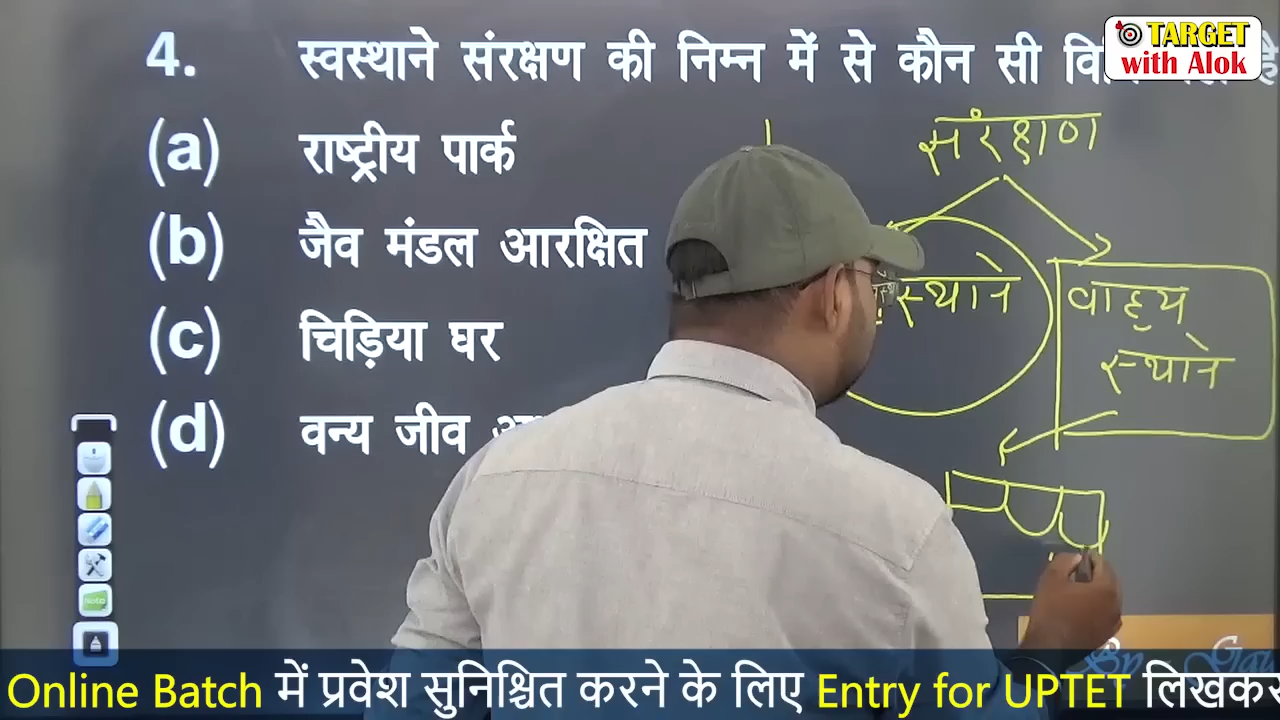 4. स्वस्थाने संरक्षण की निम्न में से कौन सी
(a) राष्ट्रीय पार्क
(b) जैव मंडल आरक्षित
(c) चिड़िया घर
(d) वन्य जीव
TARGET
with Alok
संरक्षण
स्थाने
वाह्य
स्थाने
Online Batch में प्रवेश सुनिश्चित करने के लिए Entry for UPTET लिखकर